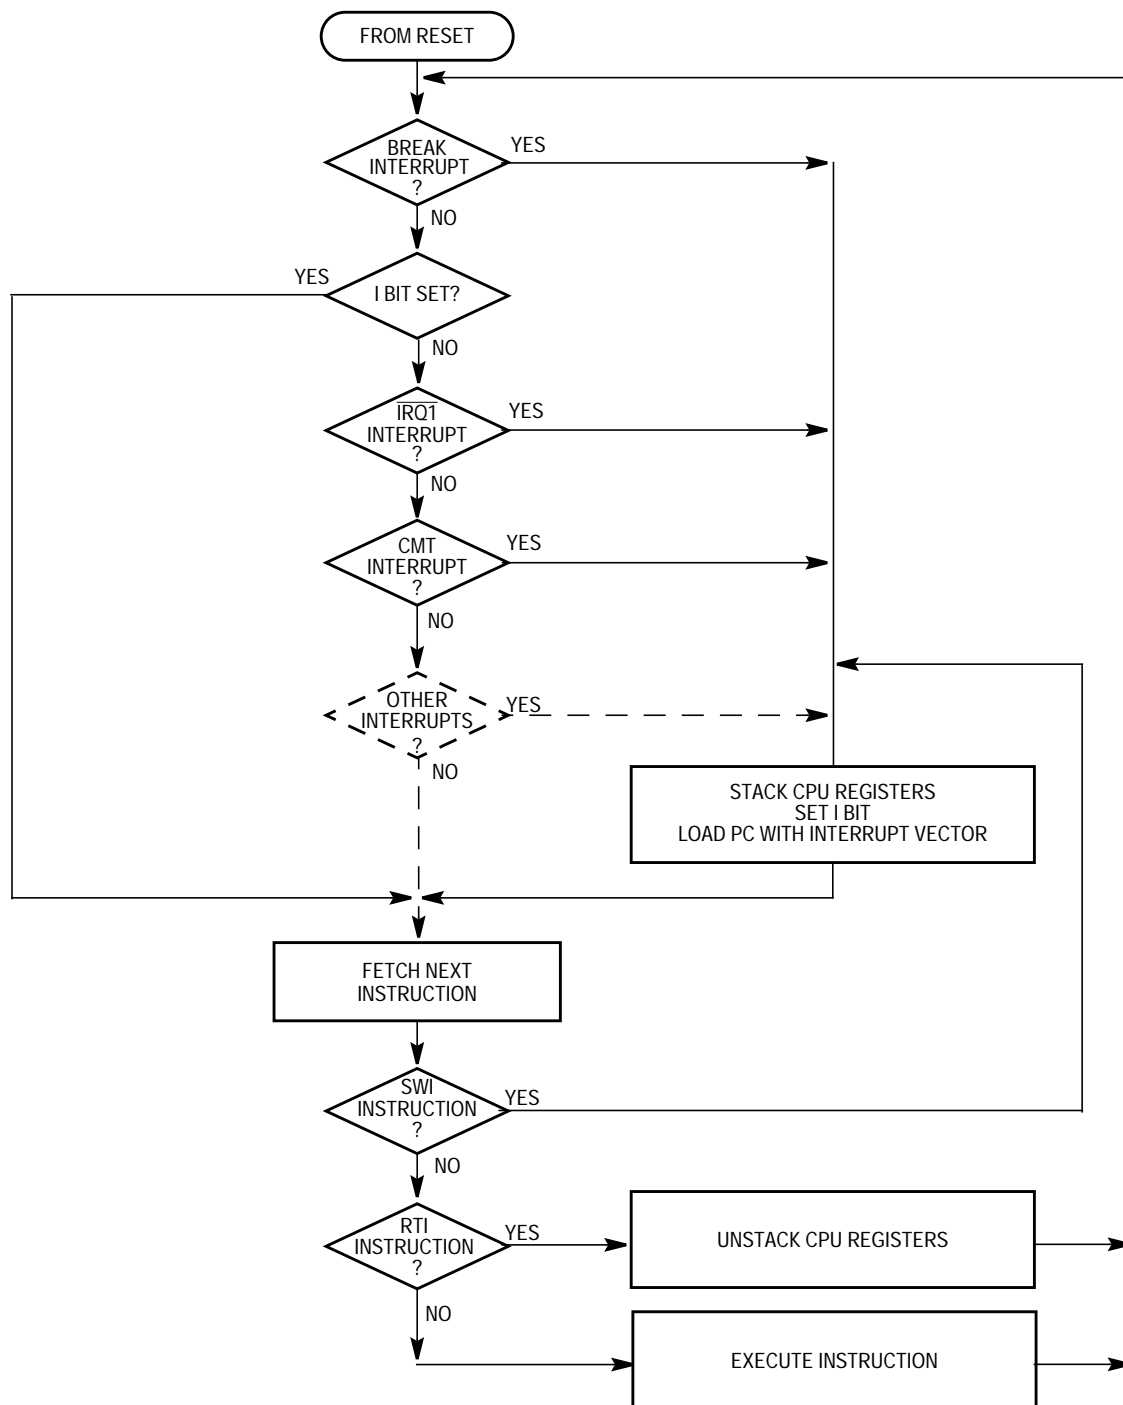 FROM RESET
BREAK
INTERRUPT
?
YES
NO
YES
I BIT SET?
NO
IRQ1
INTERRUPT
?
YES
NO
CMT
INTERRUPT
?
YES
NO
OTHER
INTERRUPTS
?
YES
NO
STACK CPU REGISTERS
SET I BIT
LOAD PC WITH INTERRUPT VECTOR
FETCH NEXT
INSTRUCTION
SWI
INSTRUCTION
?
YES
NO
RTI
INSTRUCTION
?
YES
UNSTACK CPU REGISTERS
NO
EXECUTE INSTRUCTION